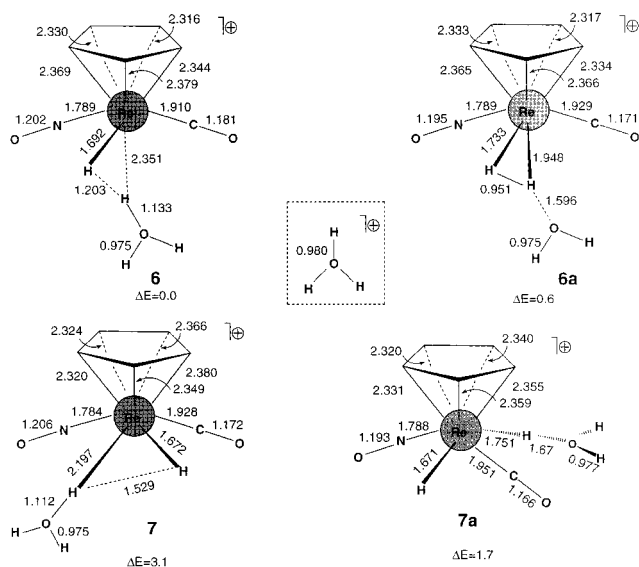 2.330
2.316
⊕
2.369
2.344
2.379
1.202
N
1.789
Re
1.910
C
1.181
O
O
1.692
2.351
H
1.203
H
1.133
O
0.975
H
H
6
ΔE=0.0
2.333
2.317
⊕
2.365
2.334
2.366
1.195
N
1.789
Re
1.929
C
1.171
O
O
1.733
1.948
H
0.951
H
1.596
O
0.975
H
H
6a
ΔE=0.6
H
⊕
0.980
O
H
H
2.324
2.366
⊕
2.320
2.380
2.349
1.206
N
1.784
Re
1.928
C
1.172
O
O
1.672
2.197
H
1.529
H
1.112
O
H
0.975
H
7
ΔE=3.1
2.320
2.340
⊕
2.331
2.355
2.359
1.193
N
1.788
Re
1.751
H
1.67
O
H
H
0.977
O
1.671
H
1.951
C
1.166
O
7a
ΔE=1.7